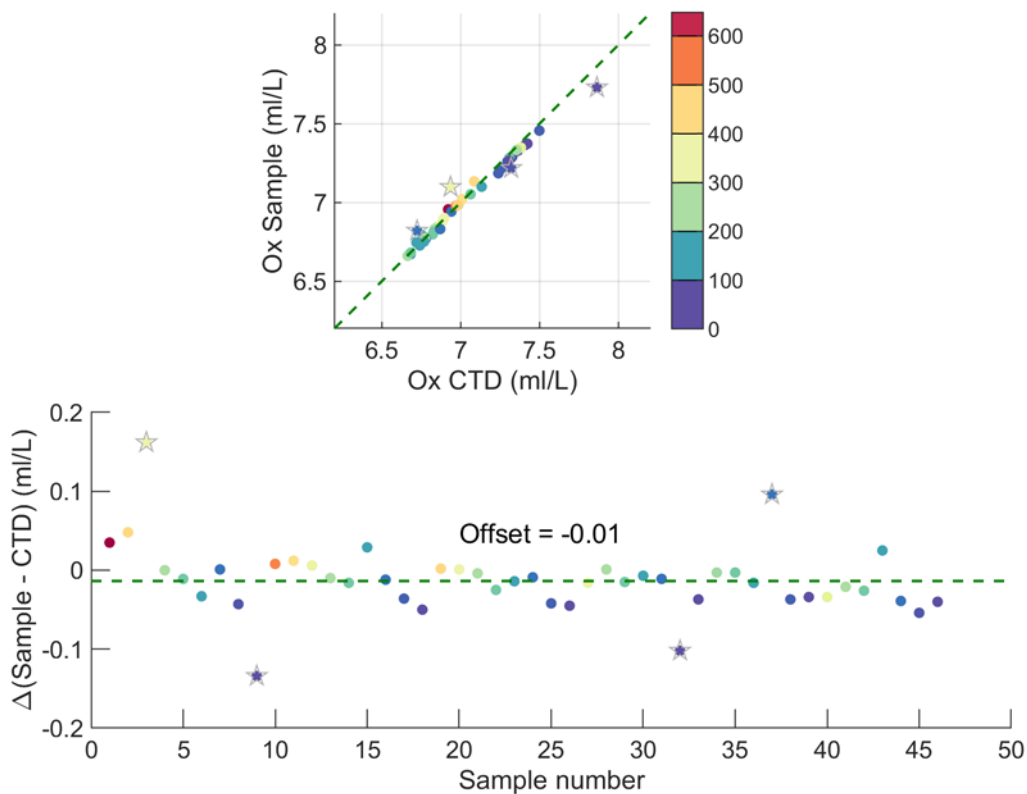 8
7.5
7
6.5
Ox Sample (ml/L)
6.5 7 7.5 8
Ox CTD (ml/L)
600
500
400
300
200
100
0
0.2
0.1
0
-0.1
-0.2
Δ(Sample - CTD) (ml/L)
Offset = -0.01
0 5 10 15 20 25 30 35 40 45 50
Sample number